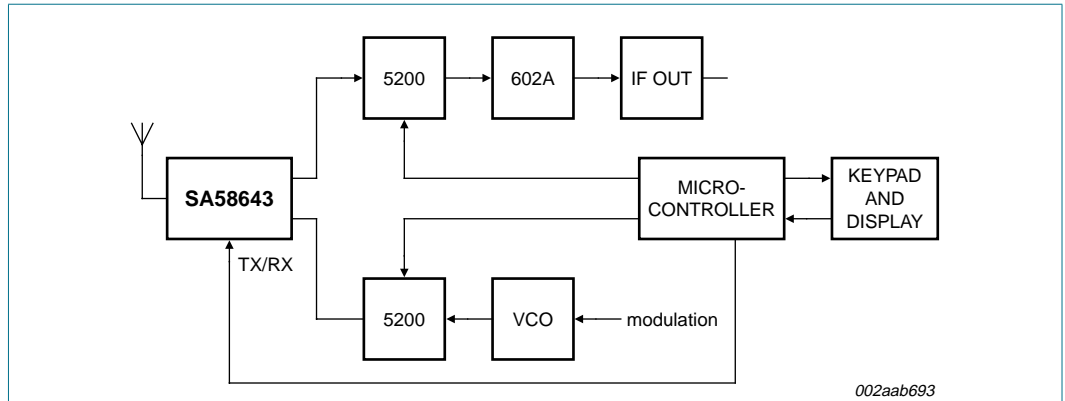 5200
602A
IF OUT
SA58643
MICRO-
CONTROLLER
KEYPAD
AND
DISPLAY
TX/RX
5200
VCO
modulation
002aab693